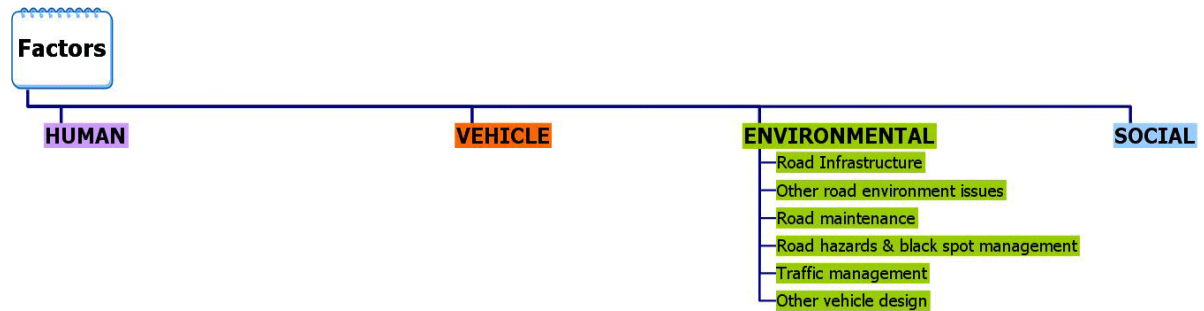 Factors
HUMAN
VEHICLE
ENVIRONMENTAL
SOCIAL
Road Infrastructure
Other road environment issues
Road maintenance
Road hazards & black spot management
Traffic management
Other vehicle design